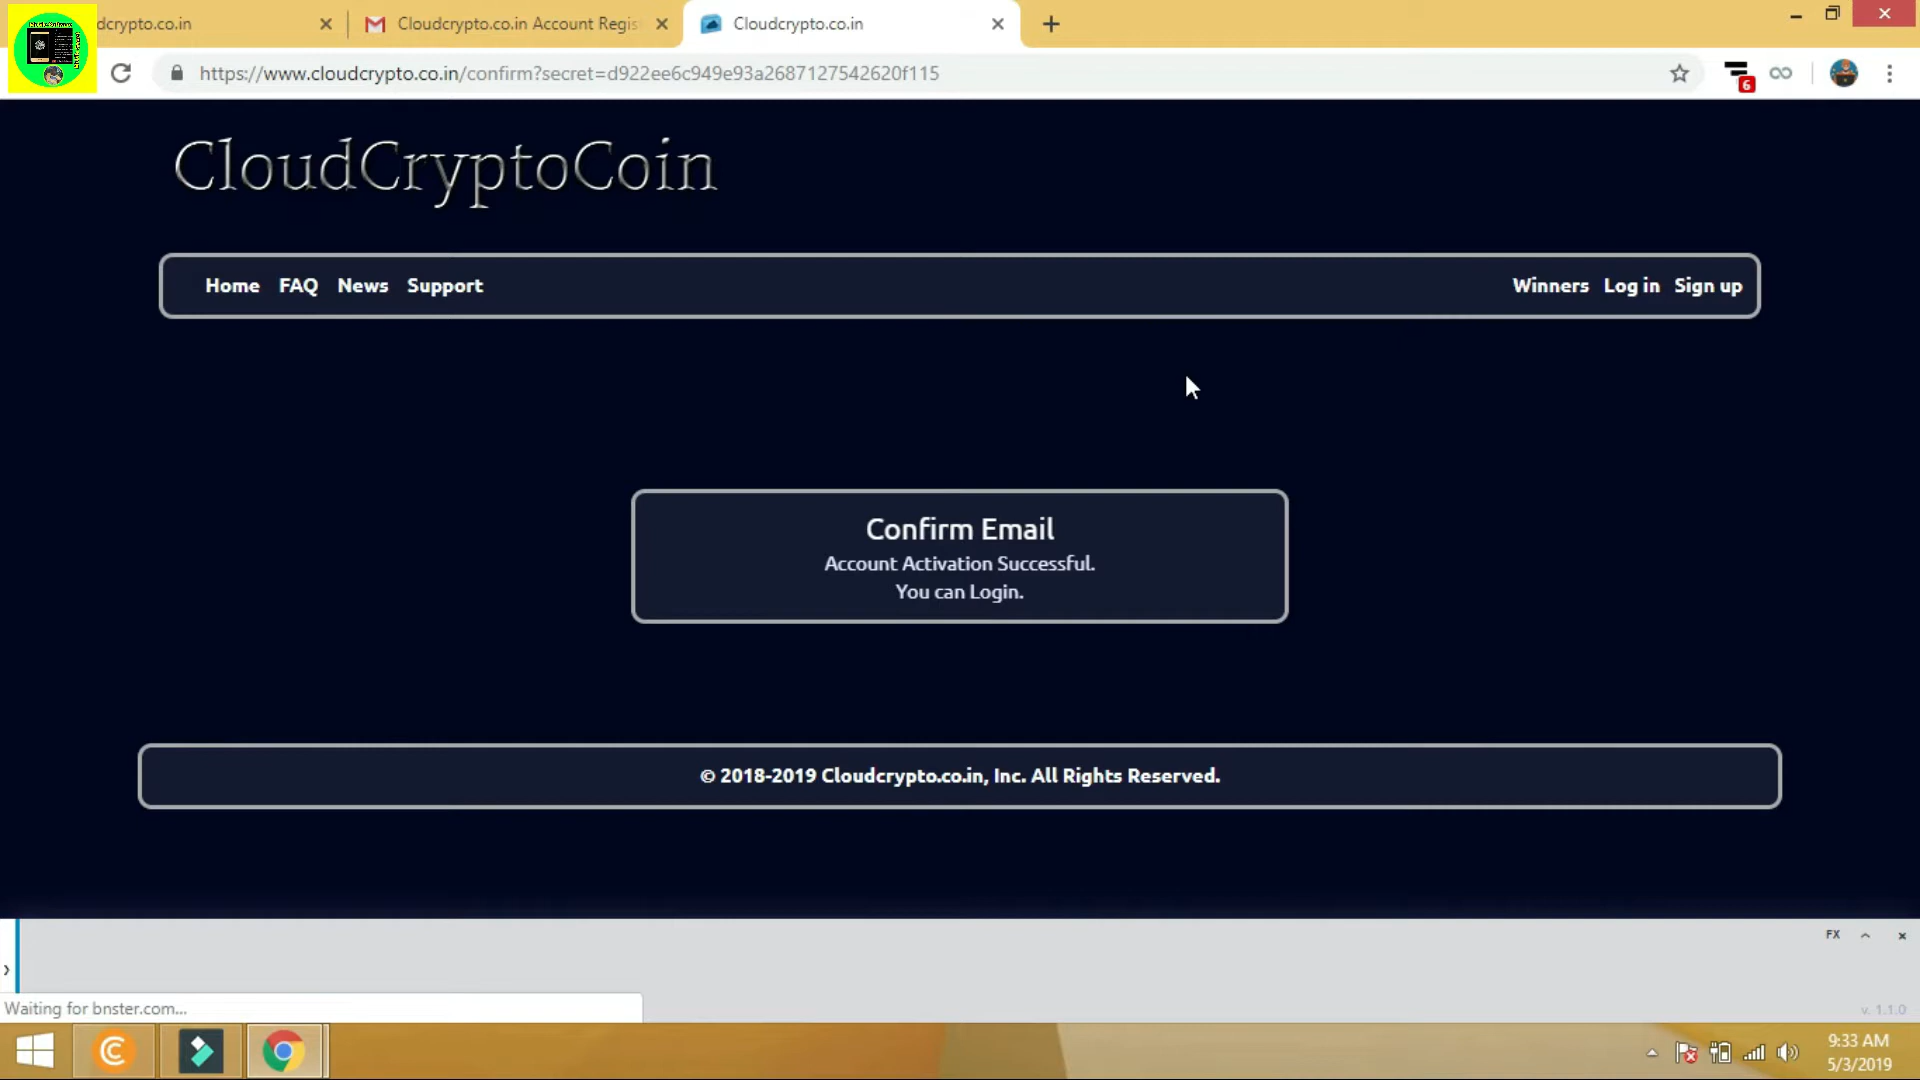 dcrypto.co.in
Cloudcrypto.co.in Account Regis
Cloudcrypto.co.in
https://www.cloudcrypto.co.in/confirm?secret=d922ee6c949e93a2687127542620f115
6
CloudCryptoCoin
Home FAQ News Support
Winners Log in Sign up
Confirm Email
Account Activation Successful.
You can Login.
© 2018-2019 Cloudcrypto.co.in, Inc. All Rights Reserved.
FX
Waiting for bnster.com...
v. 1.1.0
9:33 AM
5/3/2019